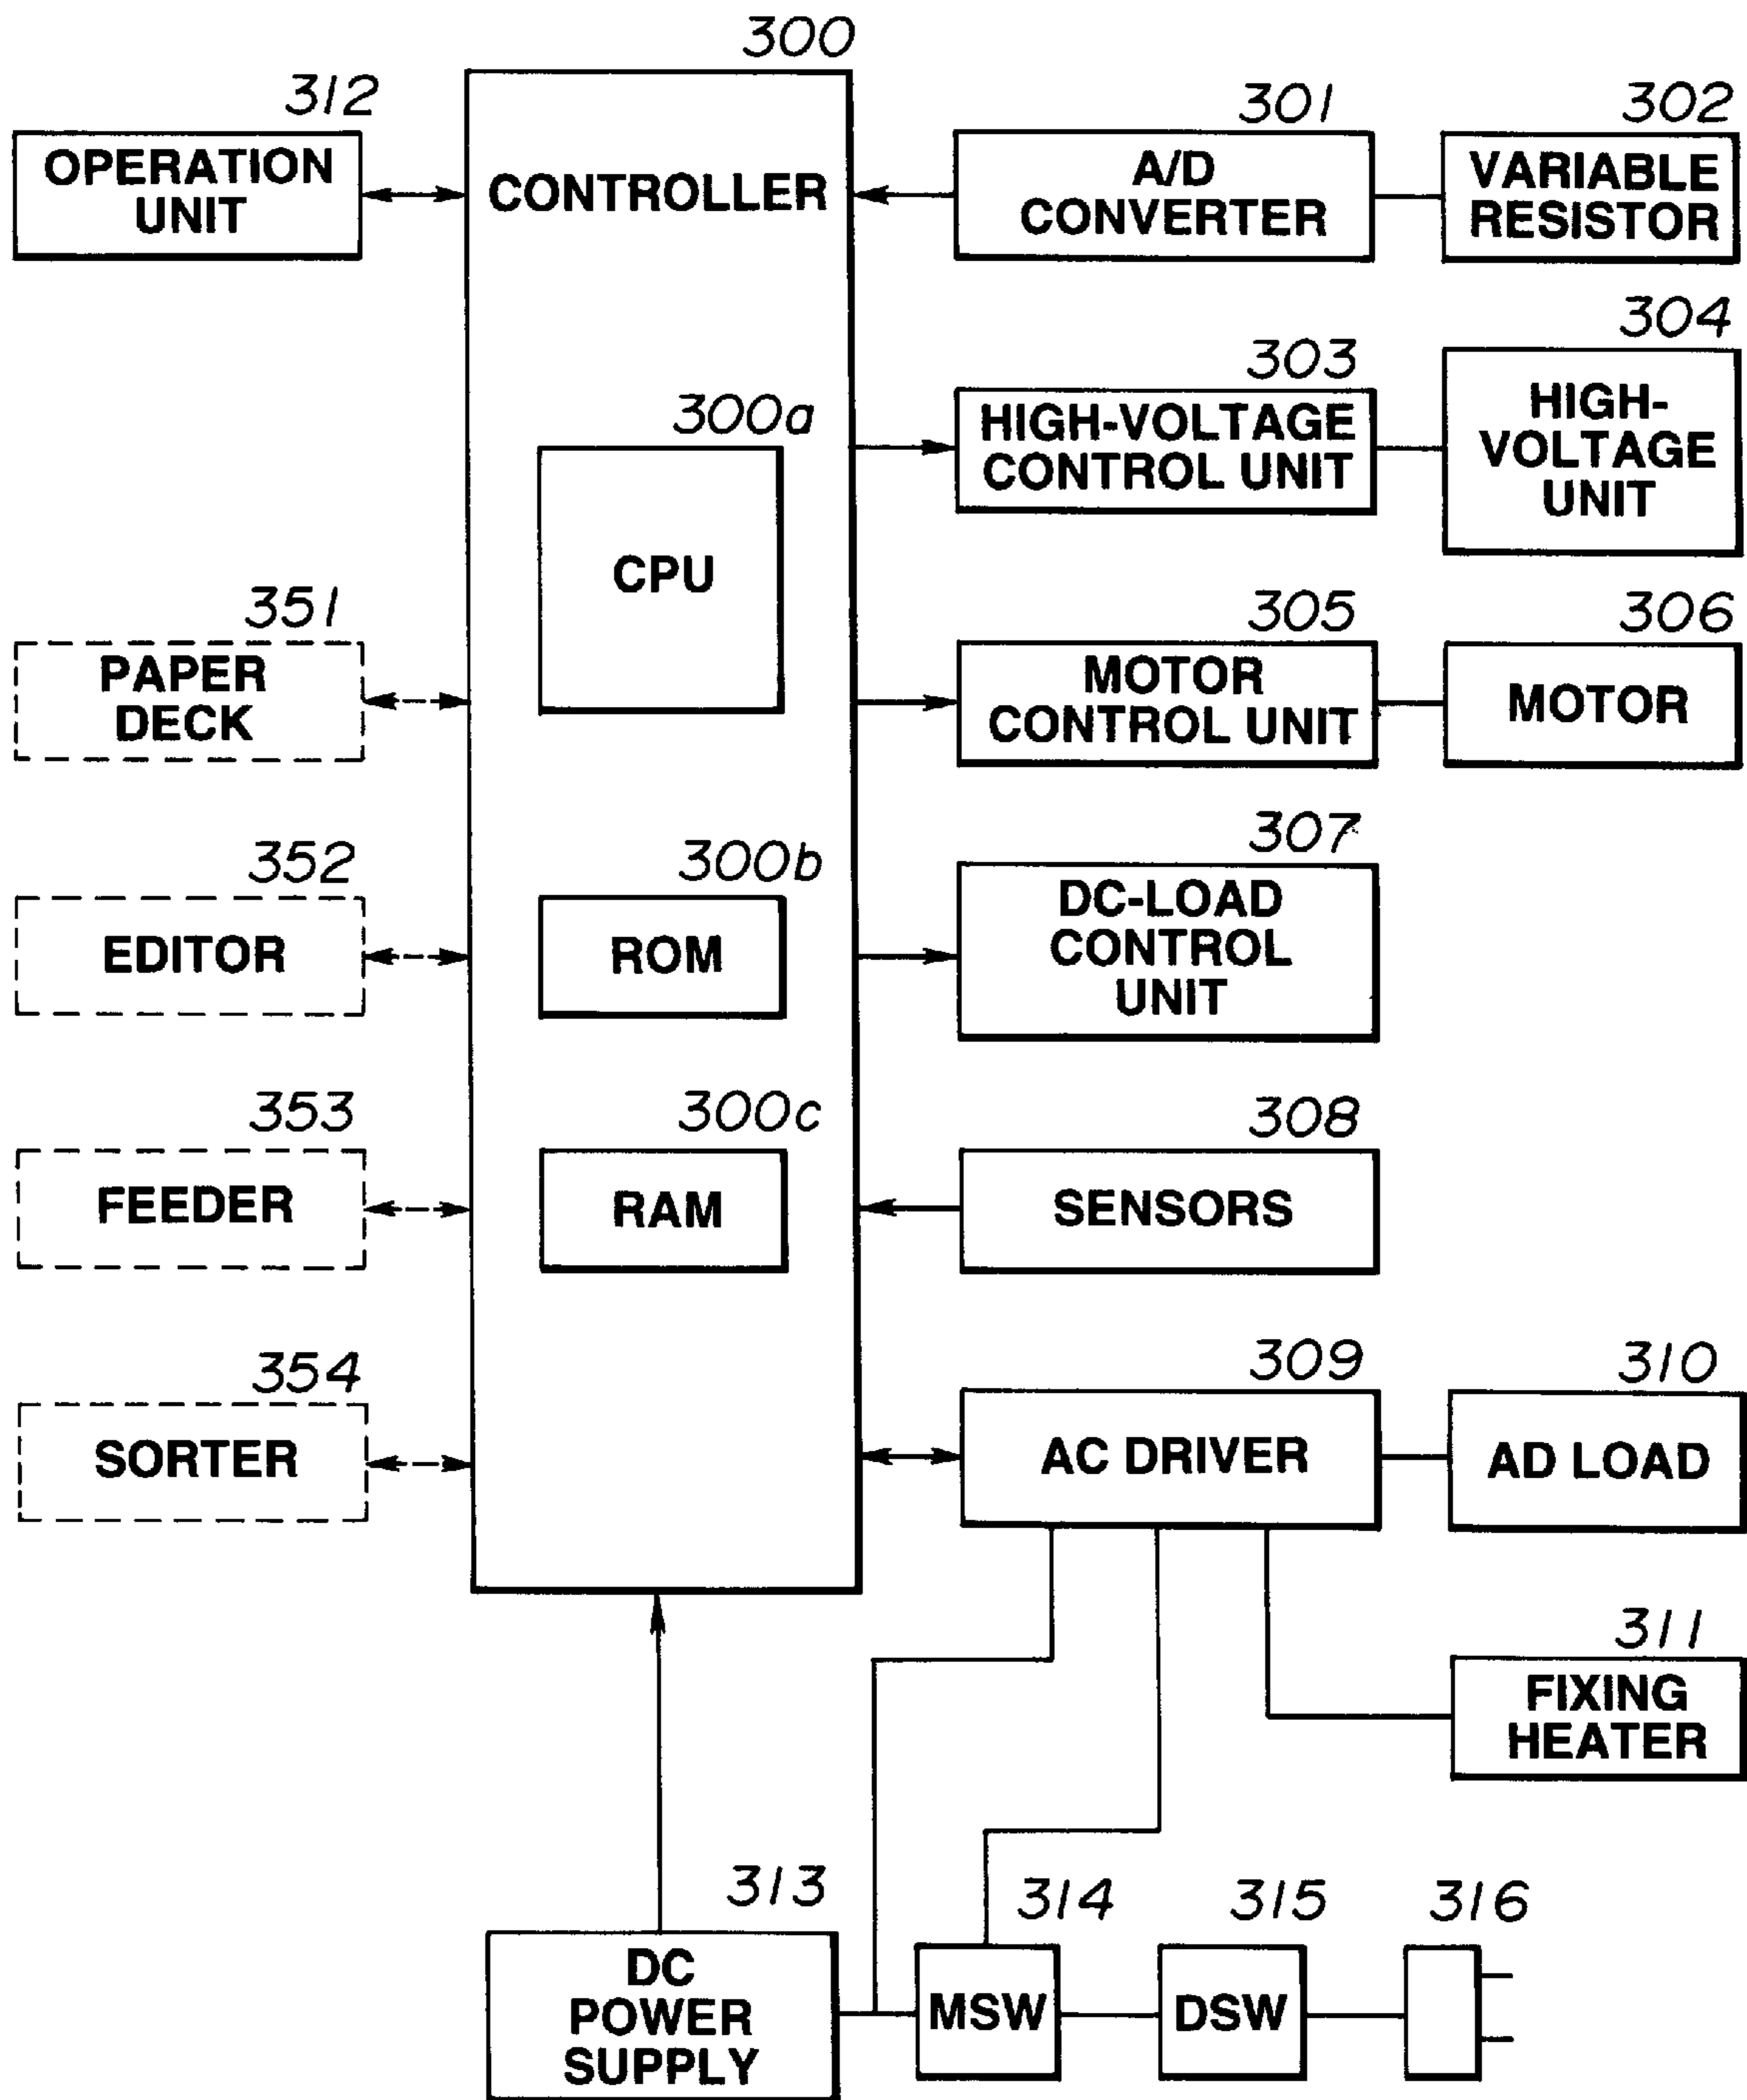 300
312
301
302
OPERATION
UNIT
CONTROLLER
A/D
CONVERTER
VARIABLE
RESISTOR
303
304
300a
HIGH-VOLTAGE
CONTROL UNIT
HIGH-
VOLTAGE
UNIT
CPU
351
305
306
PAPER
DECK
MOTOR
CONTROL UNIT
MOTOR
307
352
300b
EDITOR
ROM
DC-LOAD
CONTROL
UNIT
353
300c
308
FEEDER
RAM
SENSORS
354
309
310
SORTER
AC DRIVER
AD LOAD
311
FIXING
HEATER
313
314
315
316
DC
POWER
SUPPLY
MSW
DSW